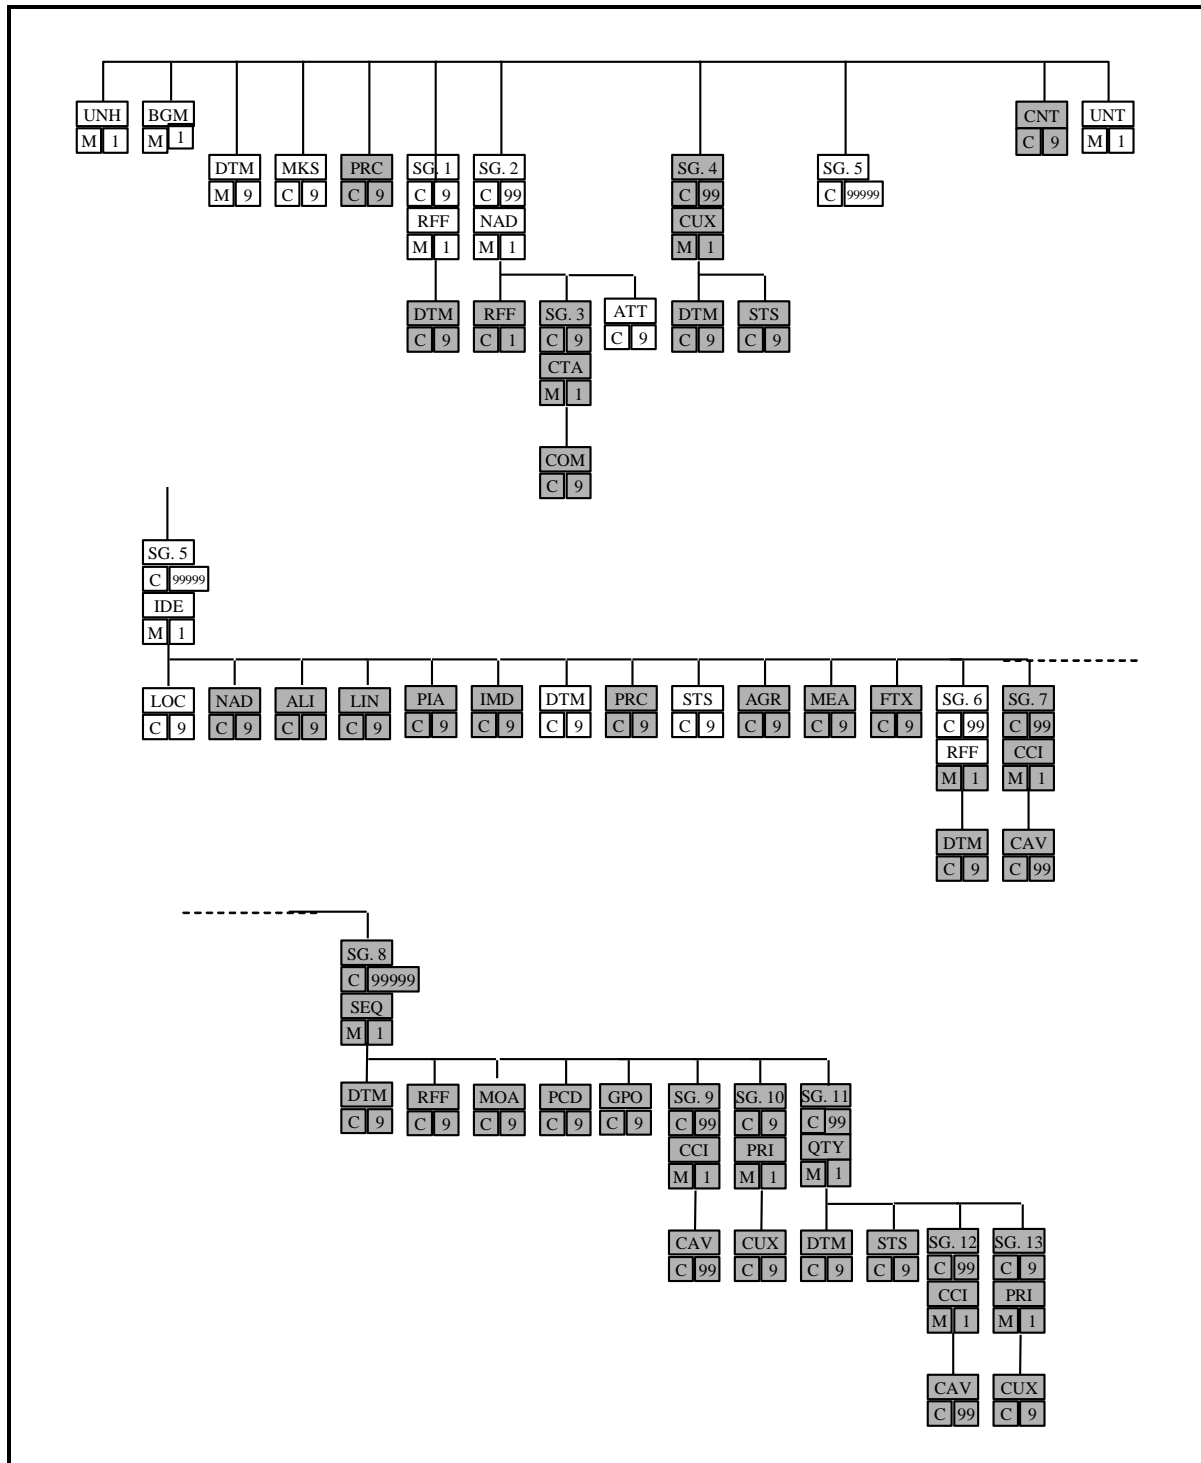 UNH BGM CNT UNT
M 1 M 1 C 9 M 1
DTM MKS PRC SG. 1 SG. 2 SG. 4 SG. 5
M 9 C 9 C 9 C 9 C 99 C 99 C 99999
RFF NAD CUX
M 1 M 1 M 1
DTM RFF SG. 3 ATT DTM STS
C 9 C 1 C 9 C 9 C 9 C 9
CTA
M 1
COM
C 9
SG. 5
C 99999
IDE
M 1
LOC NAD ALI LIN PIA IMD DTM PRC STS AGR MEA FTX SG. 6 SG. 7
C 9 C 9 C 9 C 9 C 9 C 9 C 9 C 9 C 9 C 9 C 9 C 9 C 99 C 99
RFF CCI
M 1 M 1
DTM CAV
C 9 C 99
SG. 8
C 99999
SEQ
M 1
DTM RFF MOA PCD GPO SG. 9 SG. 10 SG. 11
C 9 C 9 C 9 C 9 C 9 C 99 C 9 C 99
CCI PRI QTY
M 1 M 1 M 1
CAV CUX DTM STS SG. 12 SG. 13
C 99 C 9 C 9 C 9 C 99 C 9
CCI PRI
M 1 M 1
CAV CUX
C 99 C 9